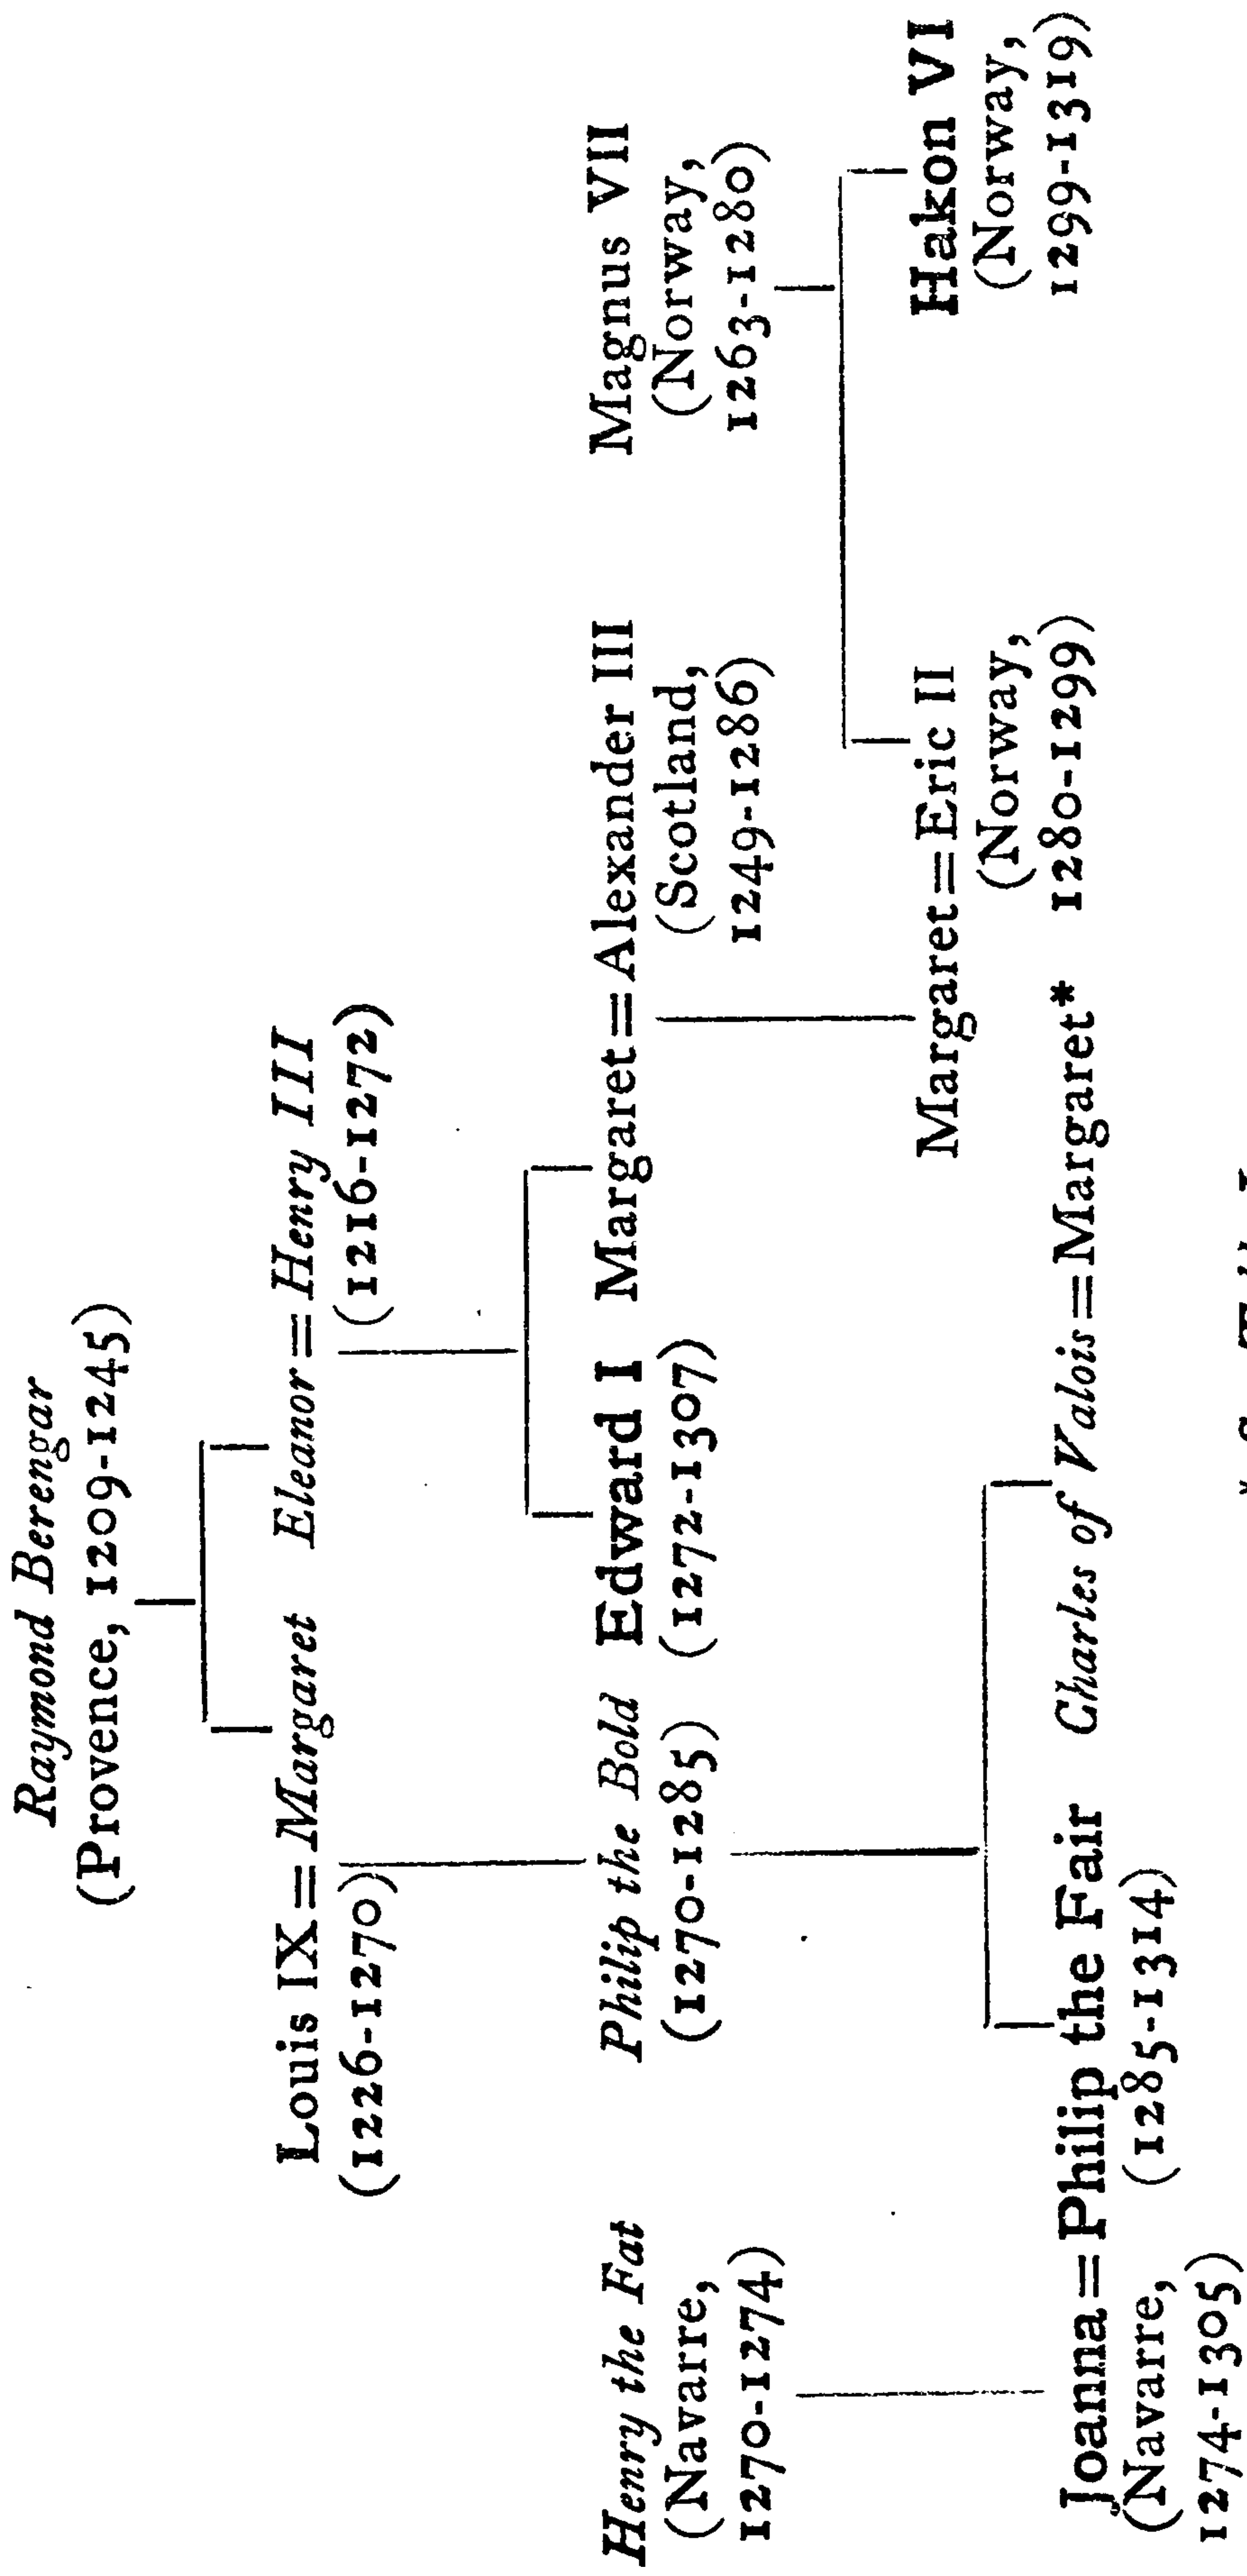 Raymond Berengar
(Provence, 1209-1245)
Louis IX=Margaret Eleanor=Henry III
(1226-1270) (1216-1272)
Henry the Fat Philip the Bold Edward I Margaret=Alexander III Magnus VII
(Navarre, (1270-1285) (1272-1307) (Scotland, (Norway,
1270-1274) 1249-1286) 1263-1280)
Margaret=Eric II Hakon VI
(Norway, (Norway,
1280-1299) 1299-1319)
Joanna=Philip the Fair Charles of Valois=Margaret*
(Navarre, (1285-1314)
1274-1305)